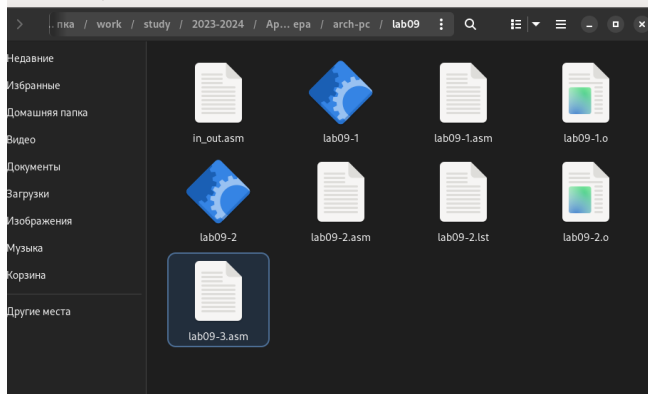 .. пка / work / study / 2023-2024 / Ap... ера / arch-pc / lab09
Недавние
Избранные
Домашняя папка
Видео
Документы
Загрузки
Изображения
Музыка
Корзина
Другие места
in_out.asm
lab09-1
lab09-1.asm
lab09-1.o
lab09-2
lab09-2.asm
lab09-2.lst
lab09-2.o
lab09-3.asm